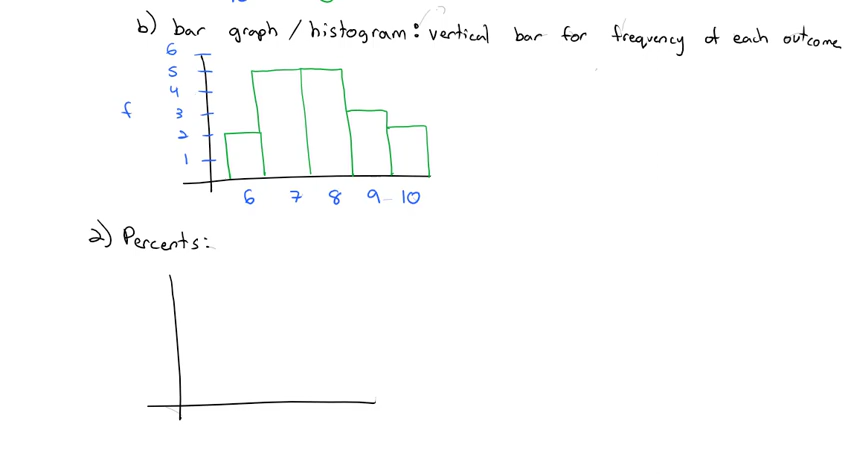 b) bar graph / histogram: vertical bar for frequency of each outcome
6
5
4
f 3
2
1
6 7 8 9 10
2) Percents: